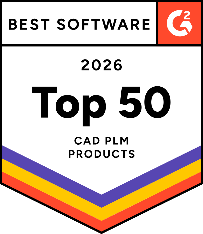 BEST SOFTWARE
G2
2026
Top 50
CAD PLM
PRODUCTS